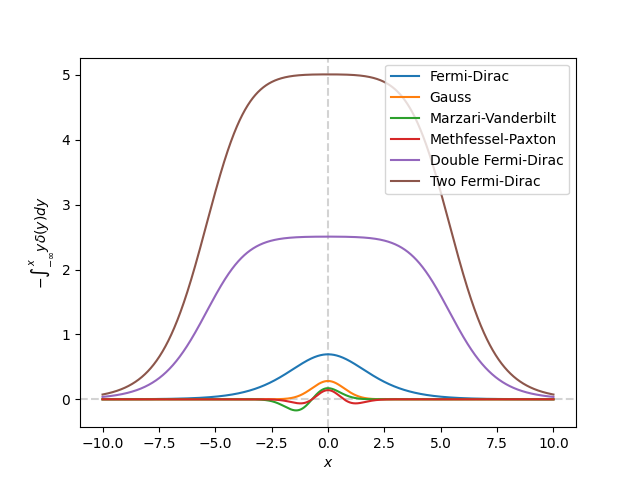 Fermi-Dirac
Gauss
Marzari-Vanderbilt
Methfessel-Paxton
Double Fermi-Dirac
Two Fermi-Dirac
5
4
3
2
1
0
−10.0 −7.5 −5.0 −2.5 0.0 2.5 5.0 7.5 10.0
x
−∫_{−∞}^{x} yδ(y)dy